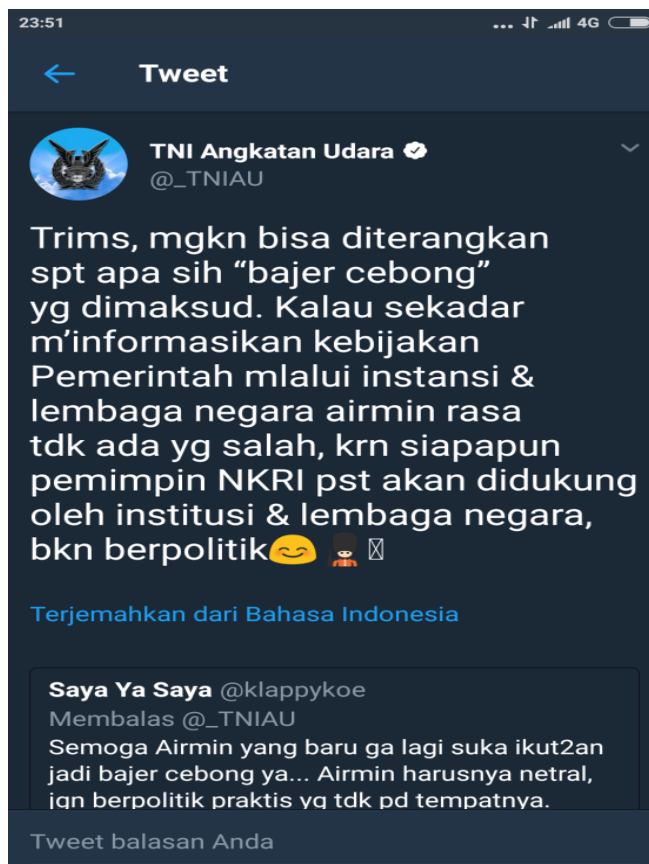 23:51
... 4G
Tweet
TNI Angkatan Udara
@_TNIAU
Trims, mgkn bisa diterangkan
spt apa sih “bajer cebong”
yg dimaksud. Kalau sekadar
m’informasikan kebijakan
Pemerintah mlalui instansi &
lembaga negara airmin rasa
tdk ada yg salah, krn siapapun
pemimpin NKRI pst akan didukung
oleh institusi & lembaga negara,
bkn berpolitik😊💂
Terjemahkan dari Bahasa Indonesia
Saya Ya Saya @klappykoe
Membalas @_TNIAU
Semoga Airmin yang baru ga lagi suka ikut2an
jadi bajer cebong ya... Airmin harusnya netral,
jgn berpolitik praktis yg tdk pd tempatnya.
Tweet balasan Anda